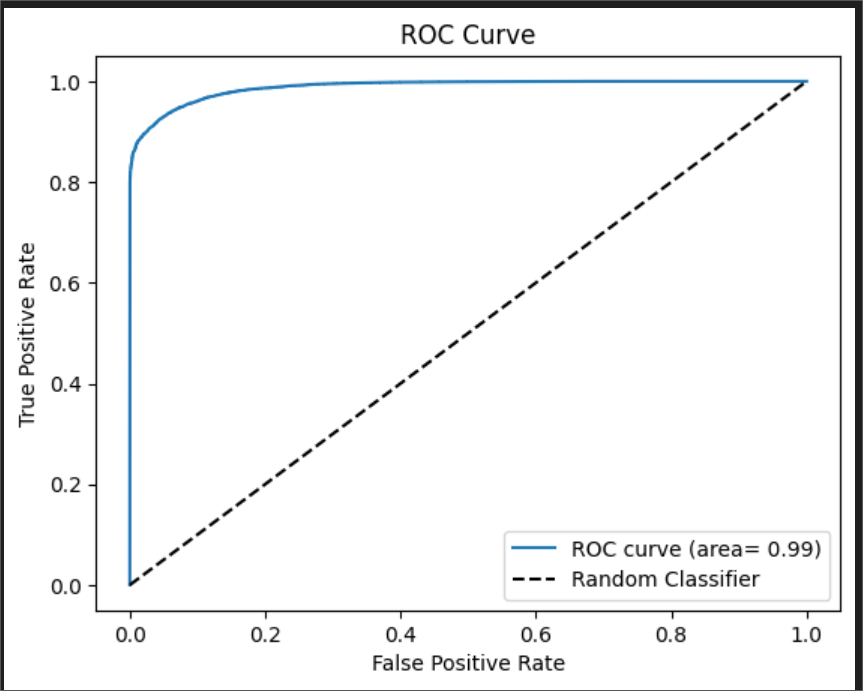 ROC Curve
1.0
0.8
0.6
0.4
0.2
0.0
True Positive Rate
ROC curve (area= 0.99)
Random Classifier
0.0 0.2 0.4 0.6 0.8 1.0
False Positive Rate